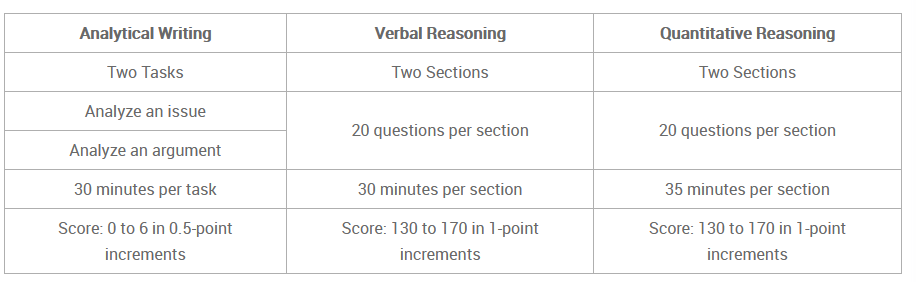 Analytical Writing
Verbal Reasoning
Quantitative Reasoning
Two Tasks
Two Sections
Two Sections
Analyze an issue
Analyze an argument
20 questions per section
20 questions per section
30 minutes per task
30 minutes per section
35 minutes per section
Score: 0 to 6 in 0.5-point
increments
Score: 130 to 170 in 1-point
increments
Score: 130 to 170 in 1-point
increments